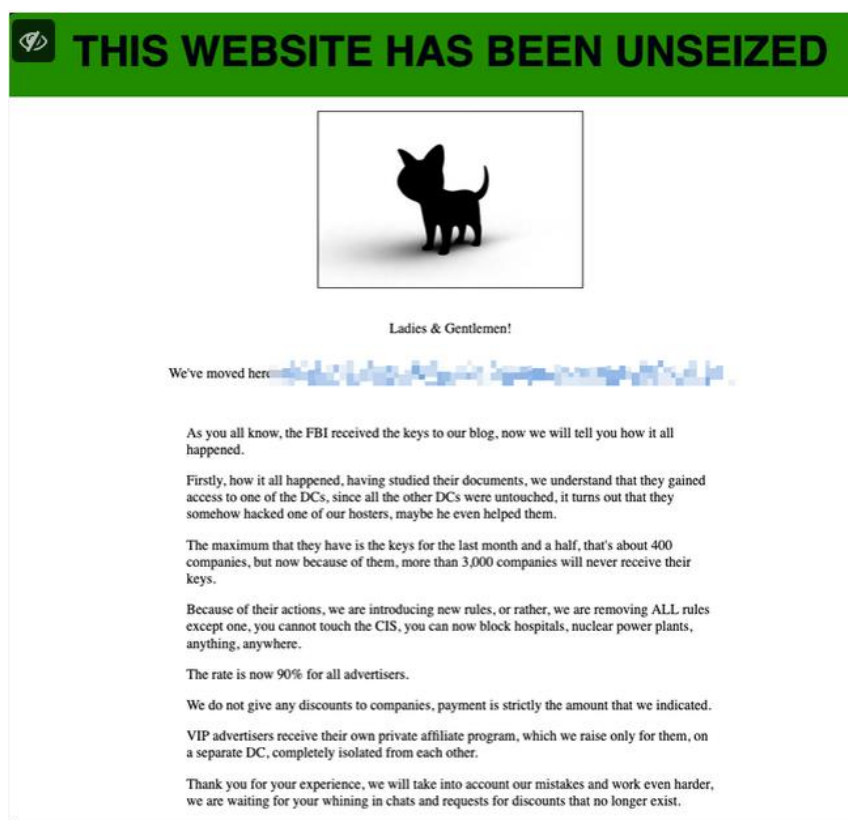 THIS WEBSITE HAS BEEN UNSEIZED
Ladies & Gentlemen!
We've moved here
As you all know, the FBI received the keys to our blog, now we will tell you how it all
happened.
Firstly, how it all happened, having studied their documents, we understand that they gained
access to one of the DCs, since all the other DCs were untouched, it turns out that they
somehow hacked one of our hosters, maybe he even helped them.
The maximum that they have is the keys for the last month and a half, that's about 400
companies, but now because of them, more than 3,000 companies will never receive their
keys.
Because of their actions, we are introducing new rules, or rather, we are removing ALL rules
except one, you cannot touch the CIS, you can now block hospitals, nuclear power plants,
anything, anywhere.
The rate is now 90% for all advertisers.
We do not give any discounts to companies, payment is strictly the amount that we indicated.
VIP advertisers receive their own private affiliate program, which we raise only for them, on
a separate DC, completely isolated from each other.
Thank you for your experience, we will take into account our mistakes and work even harder,
we are waiting for your whining in chats and requests for discounts that no longer exist.